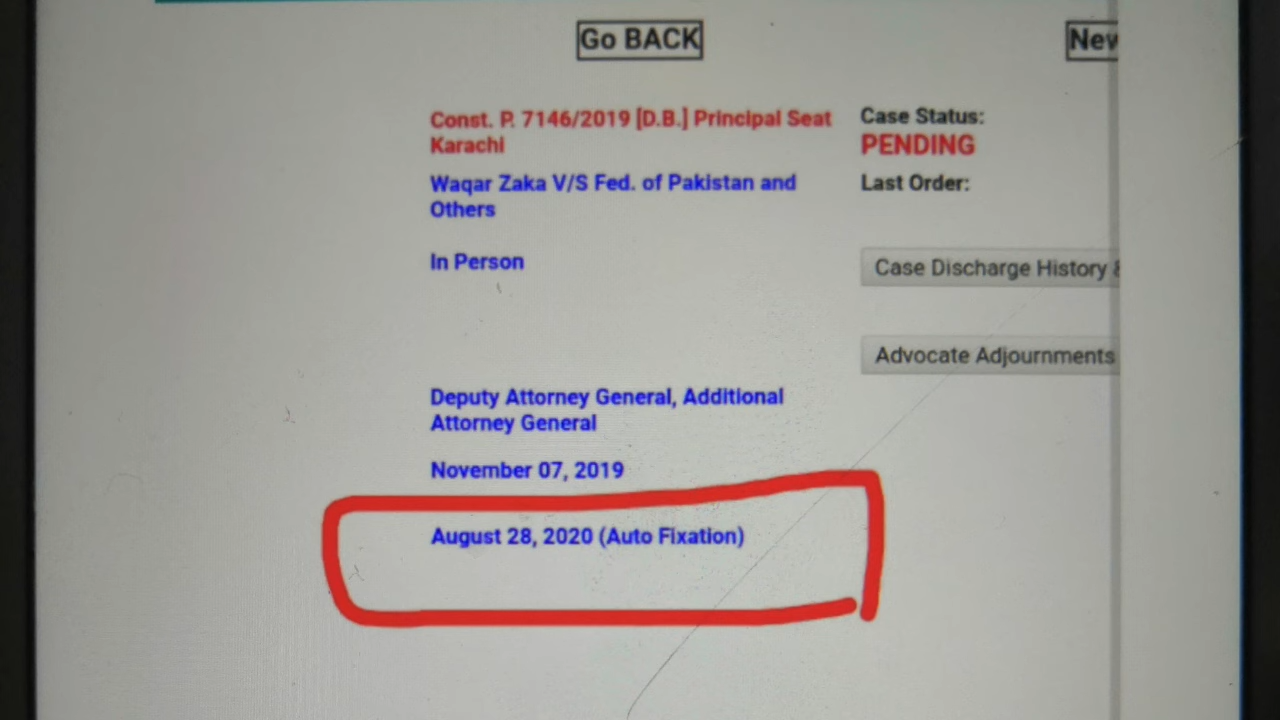 Go BACK
Const. P. 7146/2019 [D.B.] Principal Seat
Karachi
Case Status:
PENDING
Waqar Zaka V/S Fed. of Pakistan and
Others
Last Order:
In Person
Case Discharge History
Advocate Adjournments
Deputy Attorney General, Additional
Attorney General
November 07, 2019
August 28, 2020 (Auto Fixation)